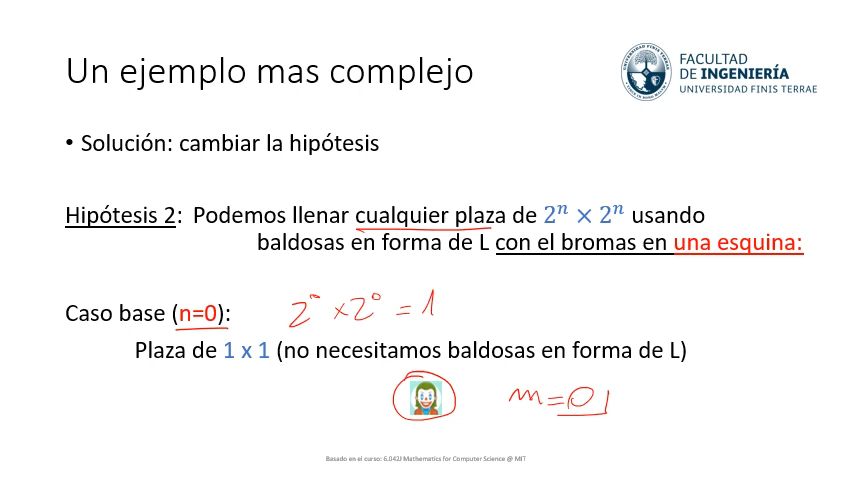 Un ejemplo mas complejo
FACULTAD
DE INGENIERÍA
UNIVERSIDAD FINIS TERRAE
• Solución: cambiar la hipótesis
Hipótesis 2: Podemos llenar cualquier plaza de 2ⁿ × 2ⁿ usando
baldosas en forma de L con el bromas en una esquina:
Caso base (n=0):
2⁰ × 2⁰ = 1
Plaza de 1 x 1 (no necesitamos baldosas en forma de L)
n = 0 1
Basado en el curso: 6.042J Mathematics for Computer Science @ MIT